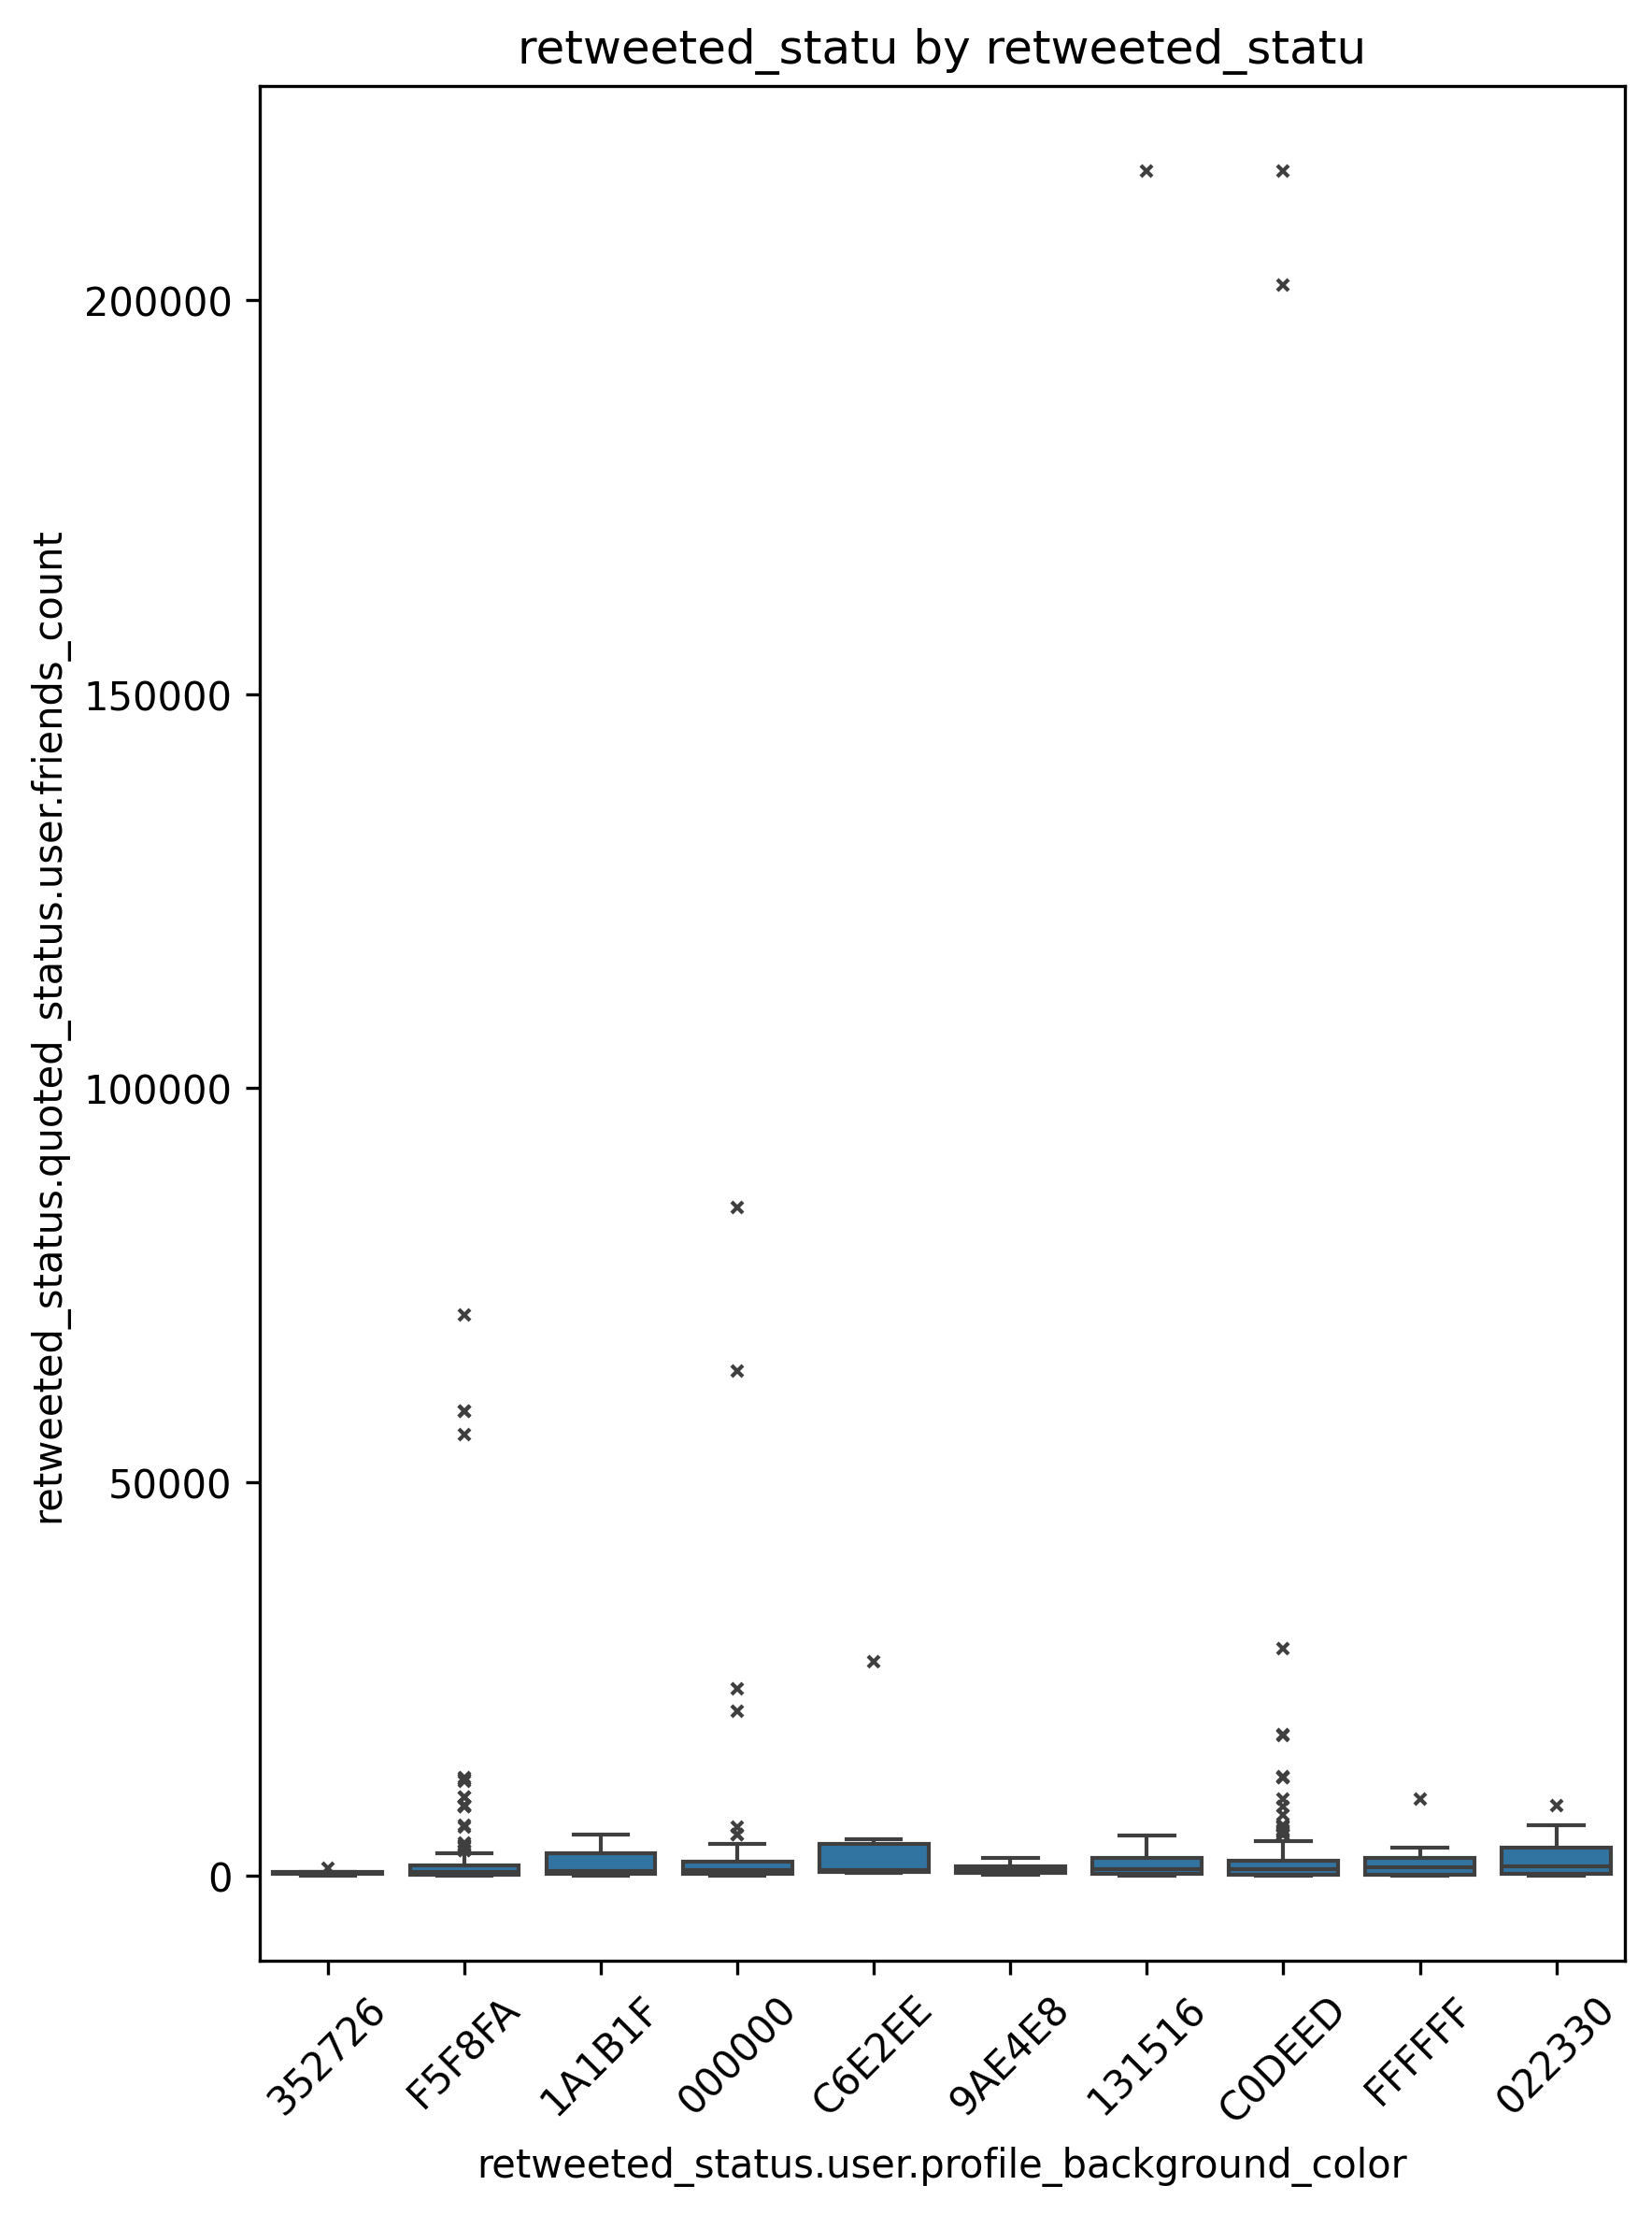 retweeted_statu by retweeted_statu
retweeted_status.quoted_status.user.friends_count
200000
150000
100000
50000
0
352726
F5F8FA
1A1B1F
000000
C6E2EE
9AE4E8
131516
C0DEED
FFFFFF
022330
retweeted_status.user.profile_background_color